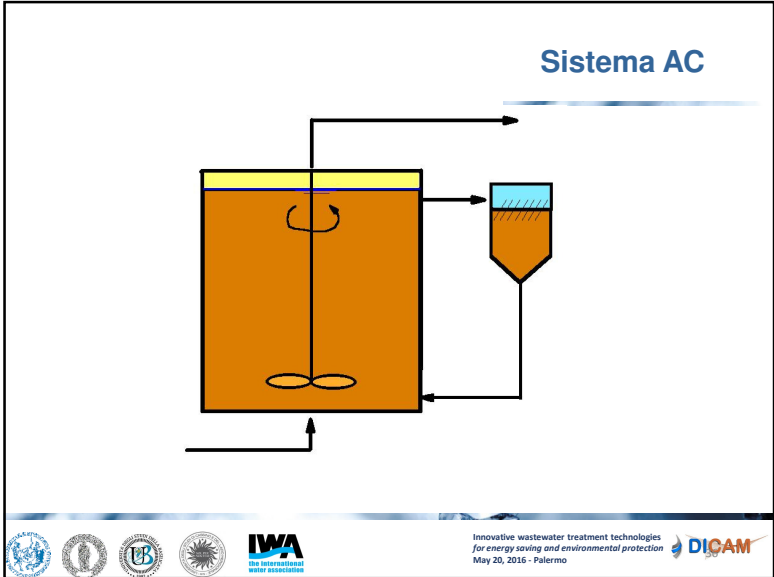 Sistema AC
IWA
the international
water association
Innovative wastewater treatment technologies
for energy saving and environmental protection
May 20, 2016 - Palermo
DICAM